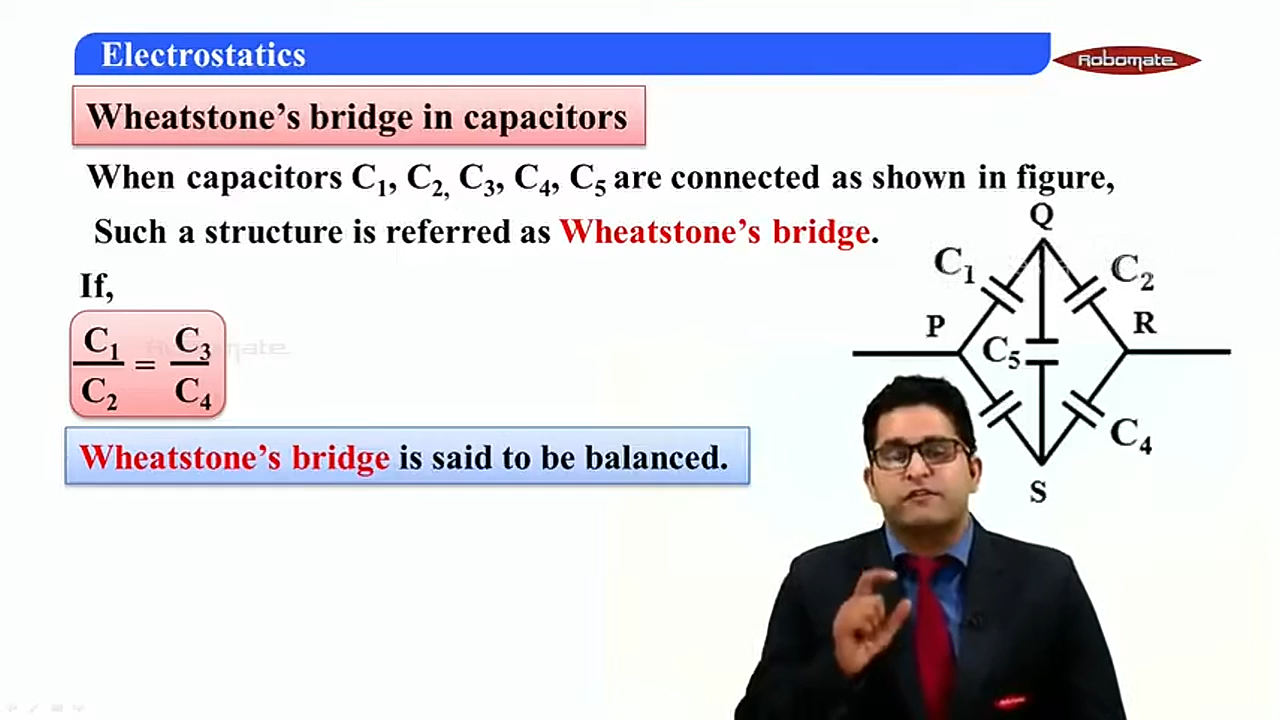 Electrostatics
Robomate
Wheatstone's bridge in capacitors
When capacitors C₁, C₂, C₃, C₄, C₅ are connected as shown in figure,
Such a structure is referred as Wheatstone's bridge.
If,
C₁/C₂ = C₃/C₄
Robomate
Wheatstone's bridge is said to be balanced.
Q
C₁
C₂
P
R
C₅
C₄
S